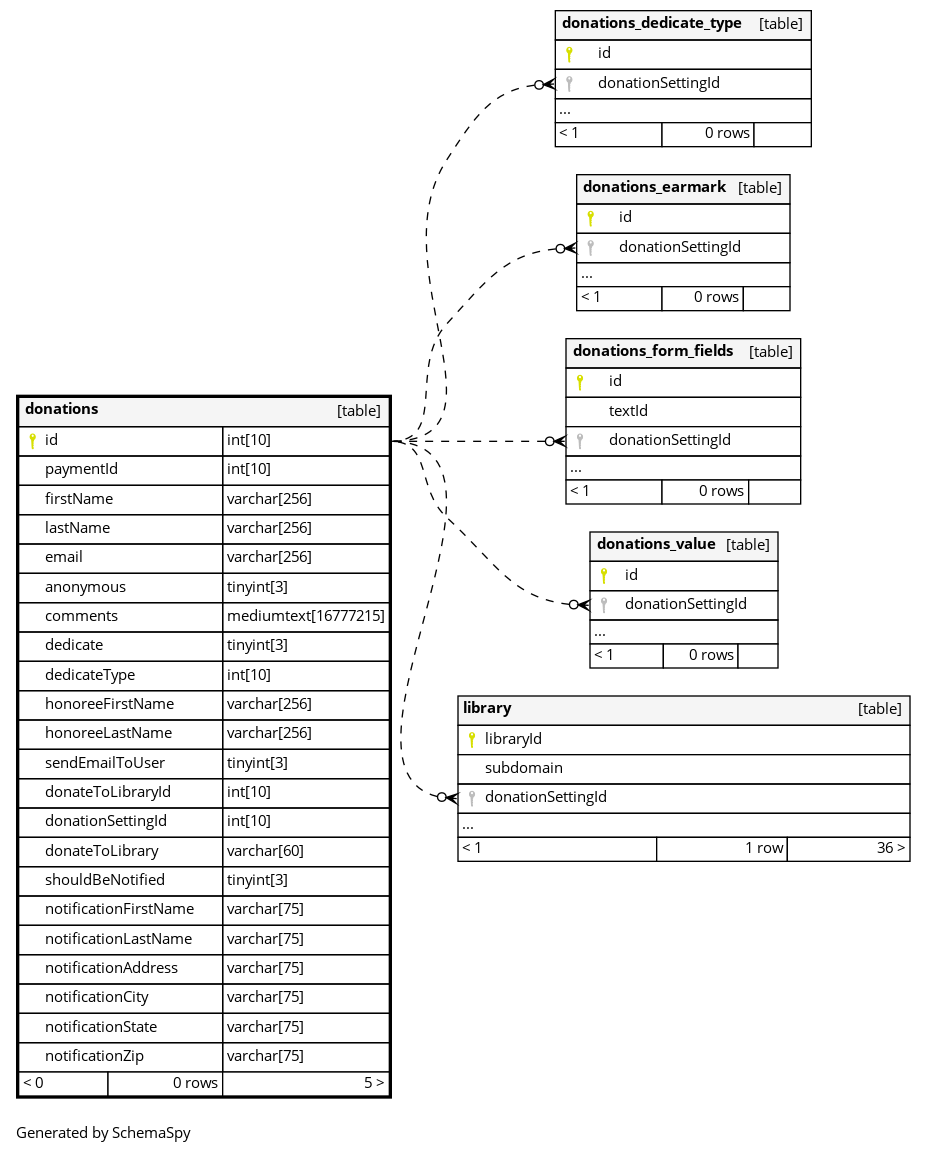 donations_dedicate_type [table]
id
donationSettingId
...
< 1 0 rows
donations_earmark [table]
id
donationSettingId
...
< 1 0 rows
donations_form_fields [table]
id
textId
donationSettingId
...
< 1 0 rows
donations [table]
id int[10]
paymentId int[10]
firstName varchar[256]
lastName varchar[256]
email varchar[256]
anonymous tinyint[3]
comments mediumtext[16777215]
dedicate tinyint[3]
dedicateType int[10]
honoreeFirstName varchar[256]
honoreeLastName varchar[256]
sendEmailToUser tinyint[3]
donateToLibraryId int[10]
donationSettingId int[10]
donateToLibrary varchar[60]
shouldBeNotified tinyint[3]
notificationFirstName varchar[75]
notificationLastName varchar[75]
notificationAddress varchar[75]
notificationCity varchar[75]
notificationState varchar[75]
notificationZip varchar[75]
< 0 0 rows 5 >
donations_value [table]
id
donationSettingId
...
< 1 0 rows
library [table]
libraryId
subdomain
donationSettingId
...
< 1 1 row 36 >
Generated by SchemaSpy